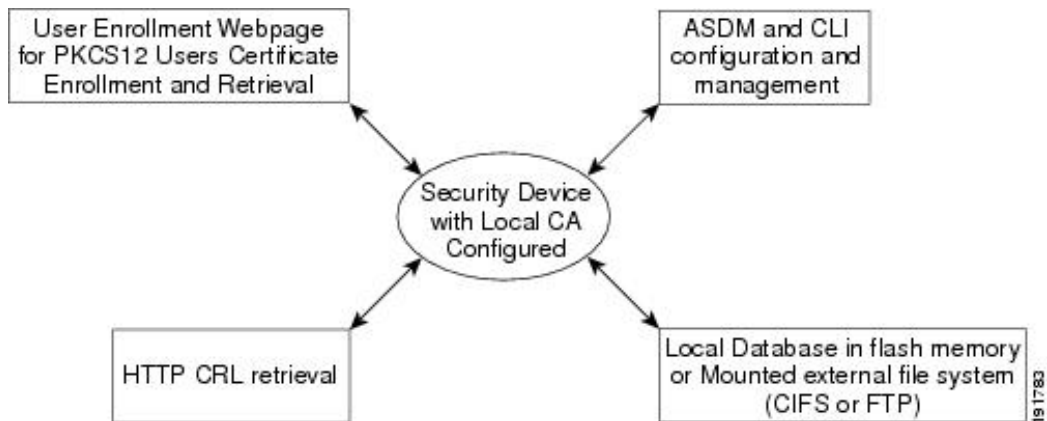 User Enrollment Webpage
for PKCS12 Users Certificate
Enrollment and Retrieval
ASDM and CLI
configuration and
management
Security Device
with Local CA
Configured
HTTP CRL retrieval
Local Database in flash memory
or Mounted external file system
(CIFS or FTP)
191783